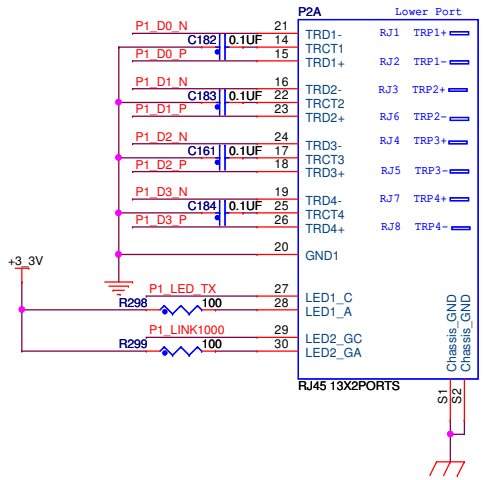 P2A Lower Port
P1_D0_N 21 TRD1- RJ1 TRP1+
C182 0.1UF 14 TRCT1
P1_D0_P 15 TRD1+ RJ2 TRP1-
P1_D1_N 16 TRD2- RJ3 TRP2+
C183 0.1UF 22 TRCT2
P1_D1_P 23 TRD2+ RJ6 TRP2-
P1_D2_N 24 TRD3- RJ4 TRP3+
C161 0.1UF 17 TRCT3
P1_D2_P 18 TRD3+ RJ5 TRP3-
P1_D3_N 19 TRD4- RJ7 TRP4+
C184 0.1UF 25 TRCT4
P1_D3_P 26 TRD4+ RJ8 TRP4-
20 GND1
+3_3V
P1_LED_TX 27 LED1_C
R298 100 28 LED1_A
P1_LINK1000 29 LED2_GC
R299 100 30 LED2_GA
Chassis_GND
Chassis_GND
RJ45 13X2PORTS
S1
S2